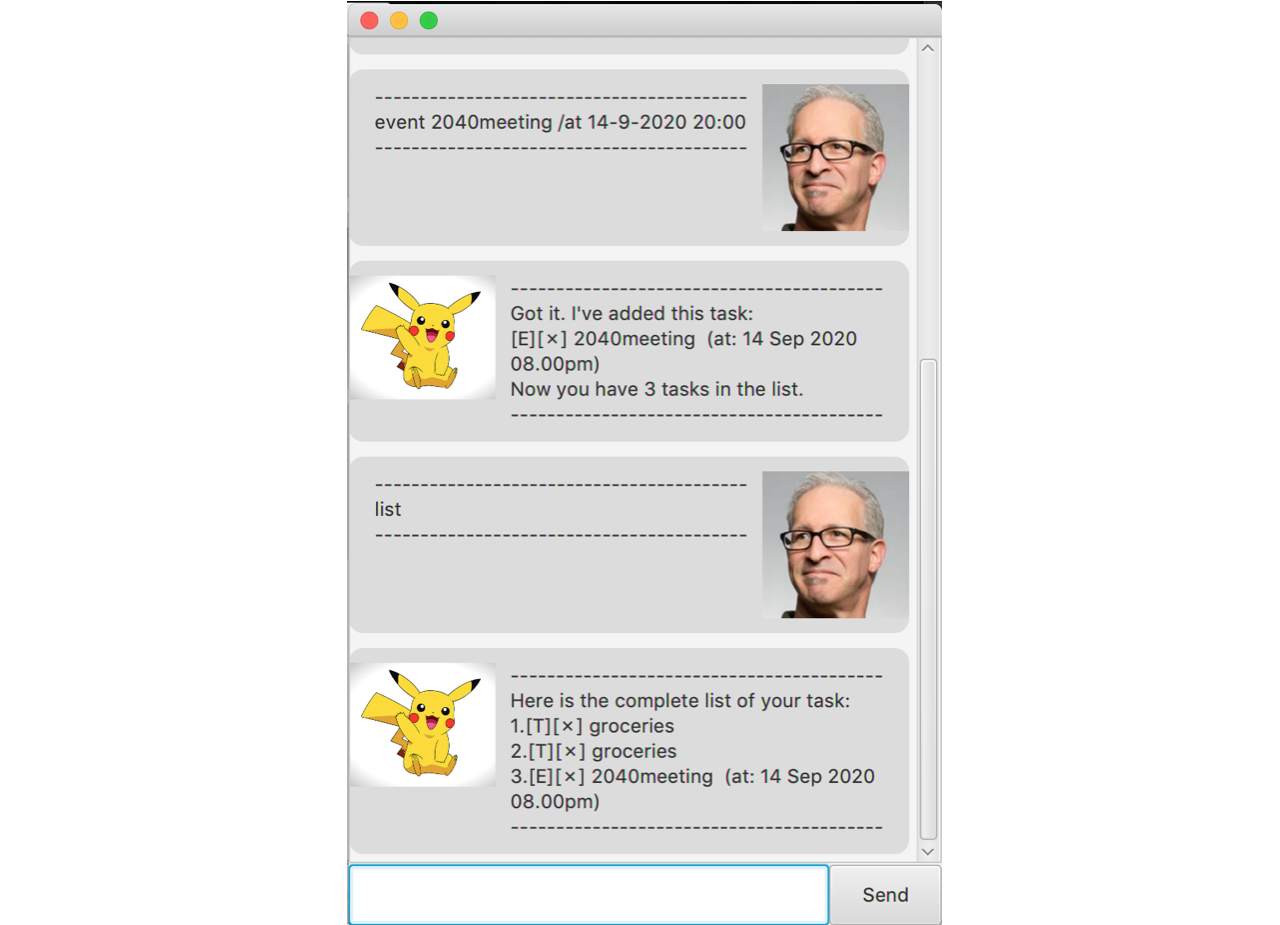 -----------------------------------------
event 2040meeting /at 14-9-2020 20:00
-----------------------------------------
-----------------------------------------
Got it. I've added this task:
[E][×] 2040meeting  (at: 14 Sep 2020
08.00pm)
Now you have 3 tasks in the list.
-----------------------------------------
-----------------------------------------
list
-----------------------------------------
-----------------------------------------
Here is the complete list of your task:
1.[T][×] groceries
2.[T][×] groceries
3.[E][×] 2040meeting  (at: 14 Sep 2020
08.00pm)
-----------------------------------------
Send